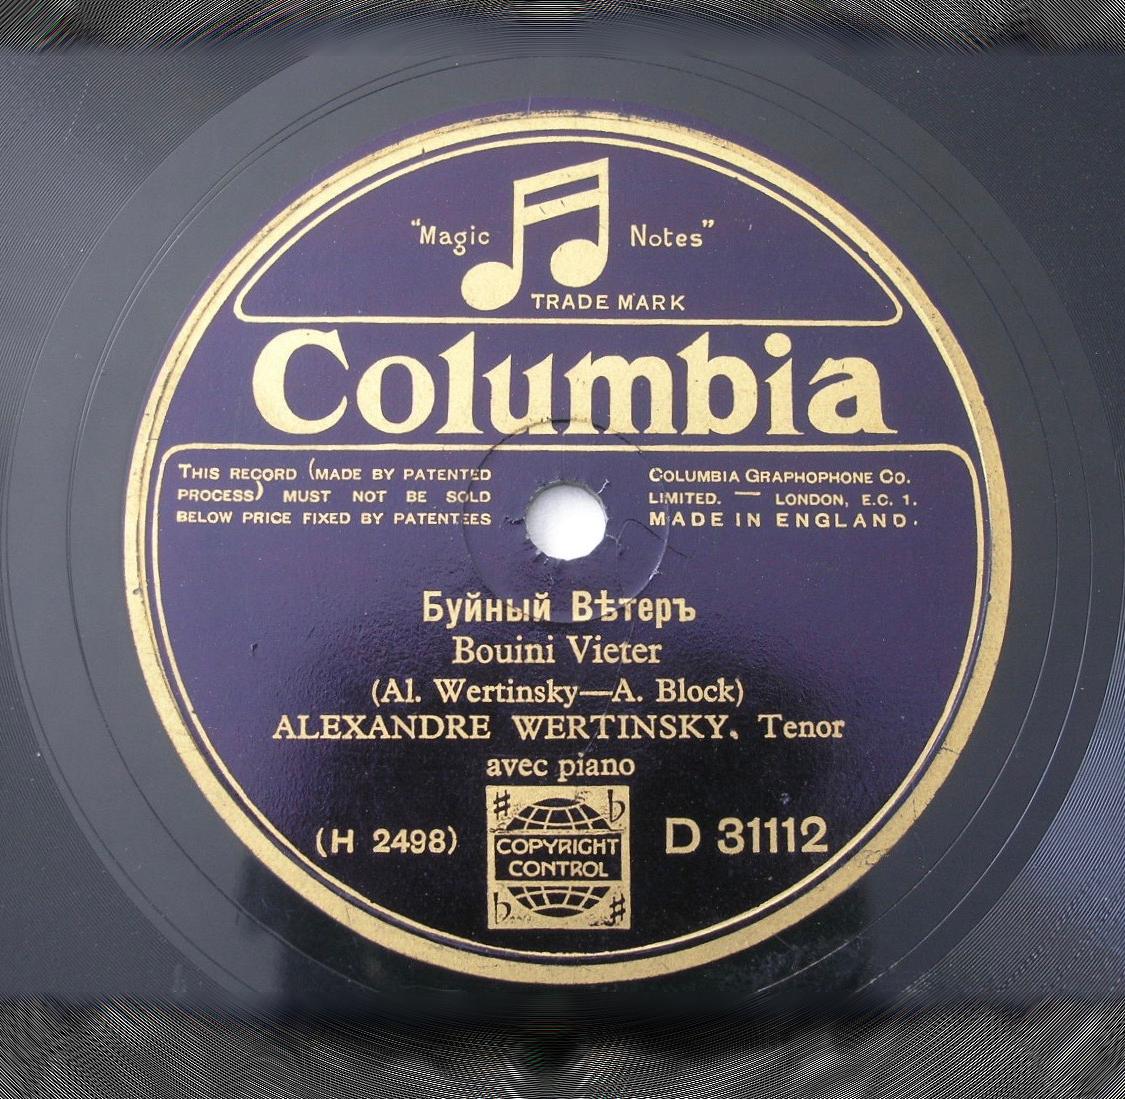 “Magic Notes”
TRADE MARK
Columbia
THIS RECORD (MADE BY PATENTED
PROCESS) MUST NOT BE SOLD
BELOW PRICE FIXED BY PATENTEES
COLUMBIA GRAPHOPHONE CO.
LIMITED. — LONDON, E.C. 1.
MADE IN ENGLAND.
Буйный Вѣтеръ
Bouini Vieter
(Al. Wertinsky—A. Block)
ALEXANDRE WERTINSKY, Tenor
avec piano
(H 2498)
♯ ♭
COPYRIGHT
CONTROL
♭ ♯
D 31112